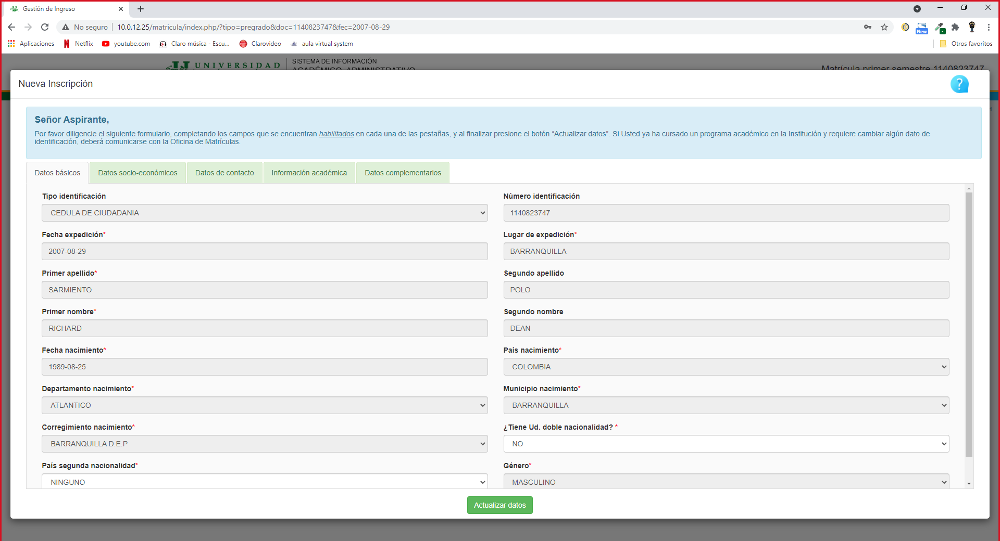 Gestión de Ingreso
No seguro
10.0.12.25/matricula/index.php/?tipo=pregrado&doc=1140823747&fec=2007-08-29
New
Aplicaciones
Netflix
youtube.com
Claro música - Escu...
Clarovideo
aula virtual system
Otros favoritos
UNIVERSIDAD
SISTEMA DE INFORMACIÓN
ACADÉMICO, ADMINISTRATIVO
Matrícula primer semestre 1140823747
Nueva Inscripción
?
Señor Aspirante,
Por favor diligencie el siguiente formulario, completando los campos que se encuentran habilitados en cada una de las pestañas, y al finalizar presione el botón “Actualizar datos”. Si Usted ya ha cursado un programa académico en la Institución y requiere cambiar algún dato de
identificación, deberá comunicarse con la Oficina de Matrículas.
Datos básicos
Datos socio-económicos
Datos de contacto
Información académica
Datos complementarios
Tipo identificación
CEDULA DE CIUDADANIA
Número identificación
1140823747
Fecha expedición*
2007-08-29
Lugar de expedición*
BARRANQUILLA
Primer apellido*
SARMIENTO
Segundo apellido
POLO
Primer nombre*
RICHARD
Segundo nombre
DEAN
Fecha nacimiento*
1989-08-25
País nacimiento*
COLOMBIA
Departamento nacimiento*
ATLANTICO
Municipio nacimiento*
BARRANQUILLA
Corregimiento nacimiento*
BARRANQUILLA D.E.P
¿Tiene Ud. doble nacionalidad? *
NO
País segunda nacionalidad*
NINGUNO
Género*
MASCULINO
Actualizar datos